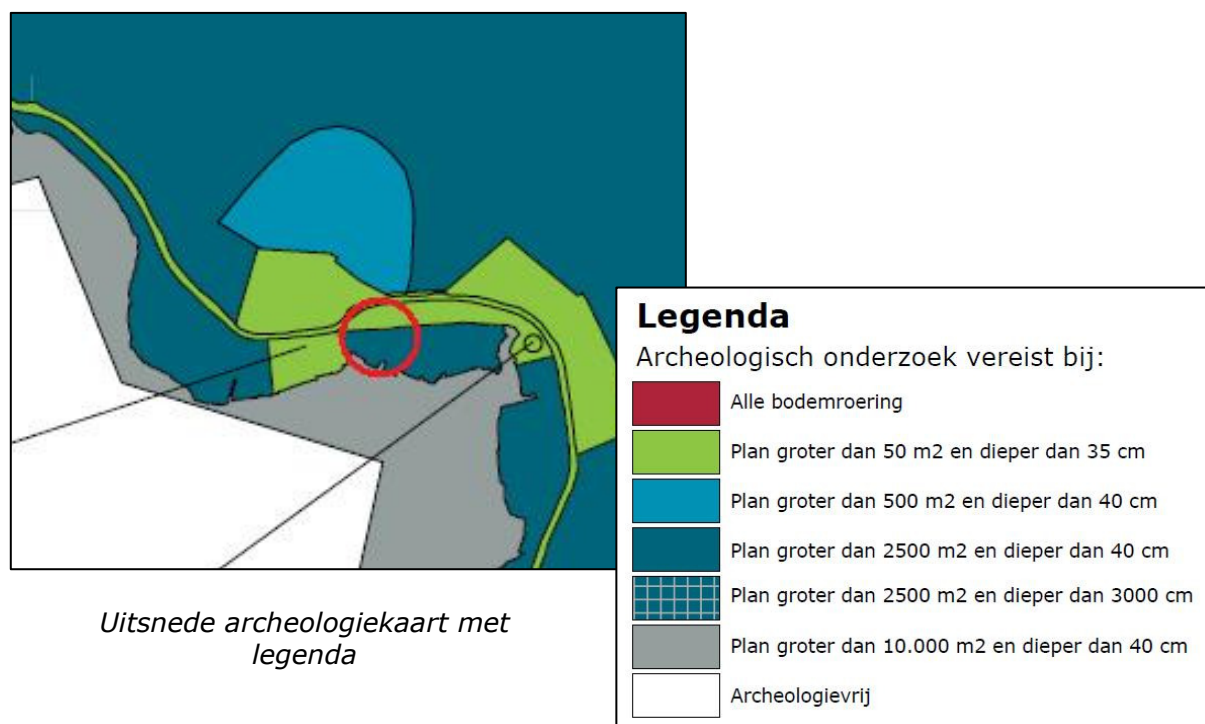 Legenda
Archeologisch onderzoek vereist bij:
Alle bodemroering
Plan groter dan 50 m2 en dieper dan 35 cm
Plan groter dan 500 m2 en dieper dan 40 cm
Plan groter dan 2500 m2 en dieper dan 40 cm
Plan groter dan 2500 m2 en dieper dan 3000 cm
Plan groter dan 10.000 m2 en dieper dan 40 cm
Archeologievrij
Uitsnede archeologiekaart met
legenda